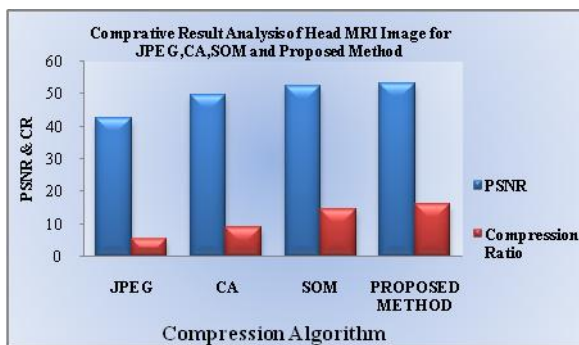 Comprative Result Analysis of Head MRI Image for
JPEG,CA,SOM and Proposed Method
PSNR & CR
60
50
40
30
20
10
0
JPEG
CA
SOM
PROPOSED
METHOD
Compression Algorithm
PSNR
Compression
Ratio